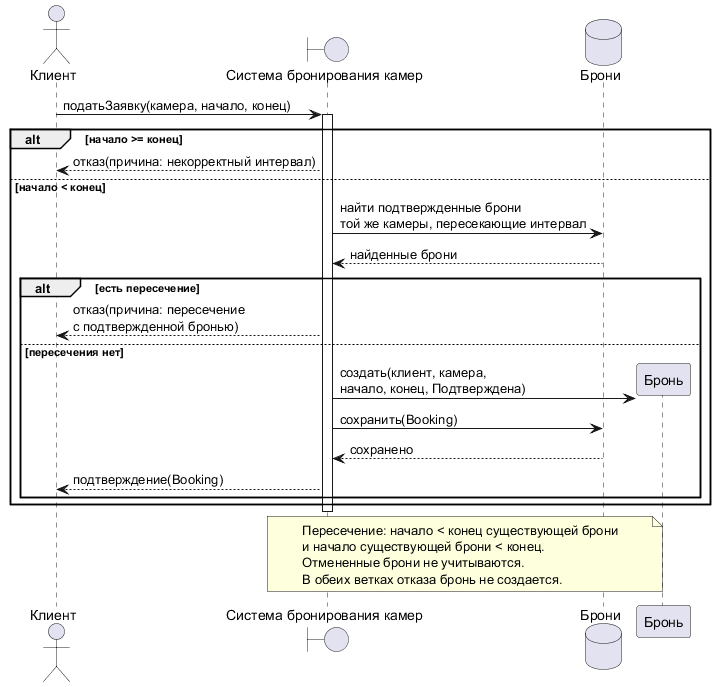 Клиент
Система бронирования камер
Брони
податьЗаявку(камера, начало, конец)
alt
[начало >= конец]
отказ(причина: некорректный интервал)
[начало < конец]
найти подтвержденные брони
той же камеры, пересекающие интервал
найденные брони
alt
[есть пересечение]
отказ(причина: пересечение
с подтвержденной бронью)
[пересечения нет]
создать(клиент, камера,
начало, конец, Подтверждена)
Бронь
сохранить(Booking)
сохранено
подтверждение(Booking)
Пересечение: начало < конец существующей брони
и начало существующей брони < конец.
Отмененные брони не учитываются.
В обеих ветках отказа бронь не создается.
Клиент
Система бронирования камер
Брони
Бронь